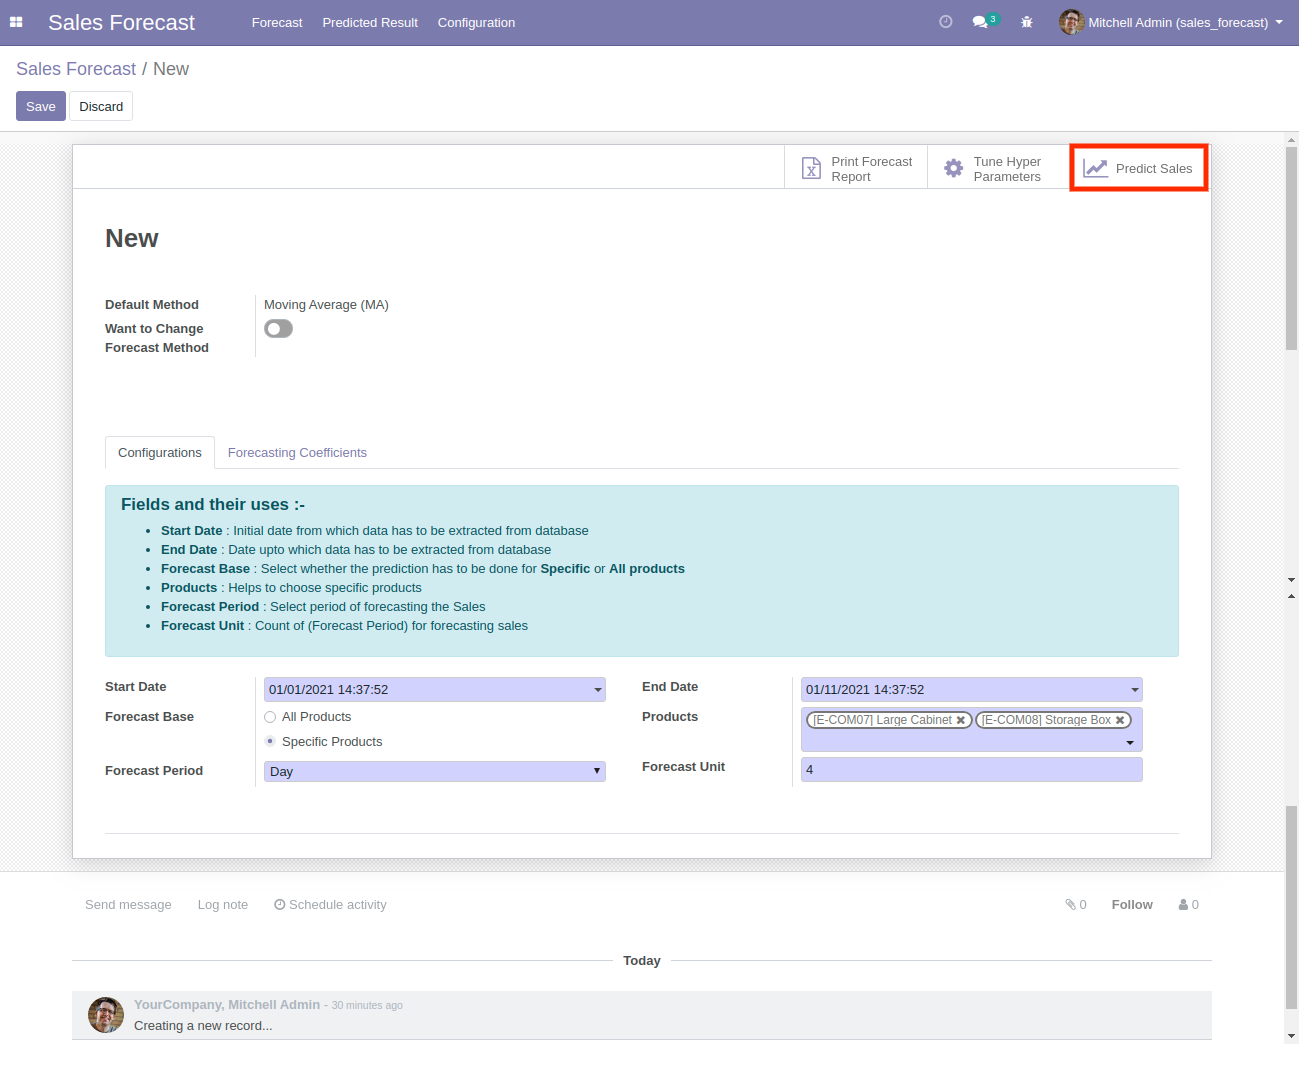 Sales Forecast Forecast Predicted Result Configuration 3 Mitchell Admin (sales_forecast)
Sales Forecast / New
Save Discard
Print Forecast Report
Tune Hyper Parameters
Predict Sales
New
Default Method Moving Average (MA)
Want to Change
Forecast Method
Configurations Forecasting Coefficients
Fields and their uses :-
• Start Date : Initial date from which data has to be extracted from database
• End Date : Date upto which data has to be extracted from database
• Forecast Base : Select whether the prediction has to be done for Specific or All products
• Products : Helps to choose specific products
• Forecast Period : Select period of forecasting the Sales
• Forecast Unit : Count of (Forecast Period) for forecasting sales
Start Date 01/01/2021 14:37:52
End Date 01/11/2021 14:37:52
Forecast Base All Products
Specific Products
Products [E-COM07] Large Cabinet [E-COM08] Storage Box
Forecast Period Day
Forecast Unit 4
Send message Log note Schedule activity 0 Follow 0
Today
YourCompany, Mitchell Admin - 30 minutes ago
Creating a new record...